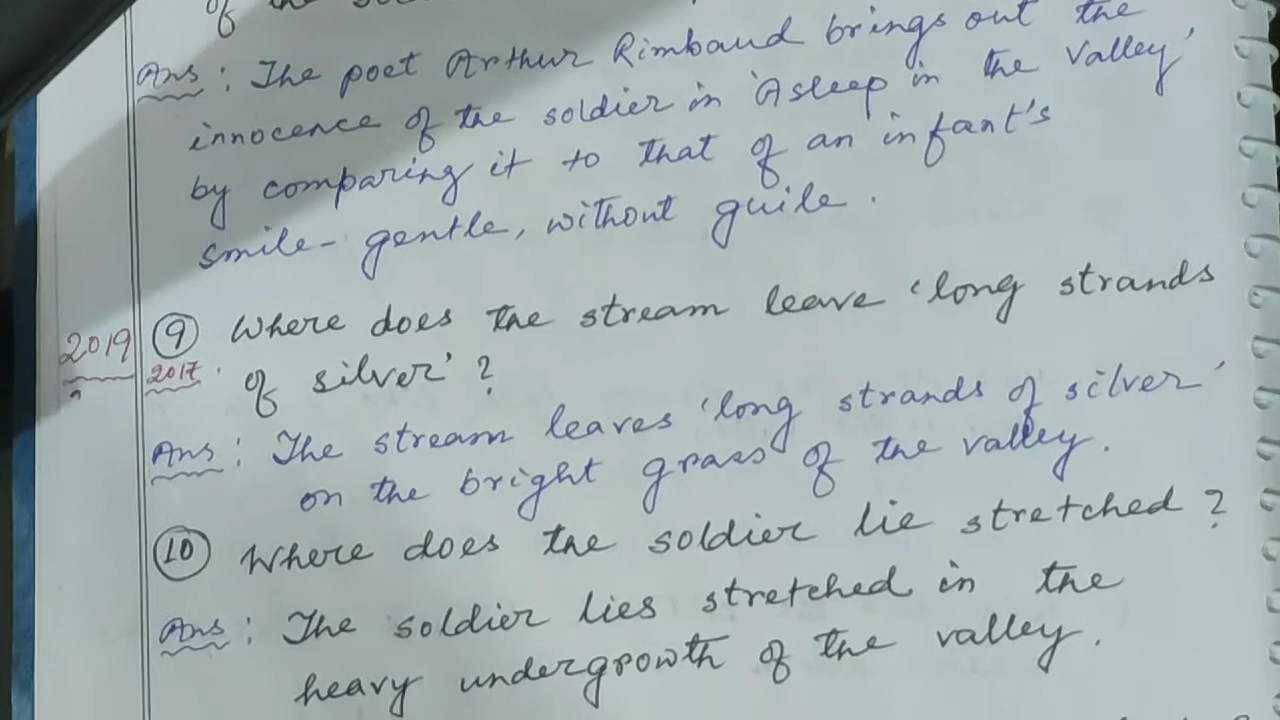 of the
Ans : The poet Arthur Rimbaud brings out the
innocence of the soldier in 'Asleep in the Valley'
by comparing it to that of an infant's
smile - gentle, without guile.
2019 ⑨ Where does the stream leave 'long strands
2017 of silver' ?
Ans : The stream leaves 'long strands of silver'
on the bright grass of the valley.
⑩ Where does the soldier lie stretched ?
Ans : The soldier lies stretched in the
heavy undergrowth of the valley.